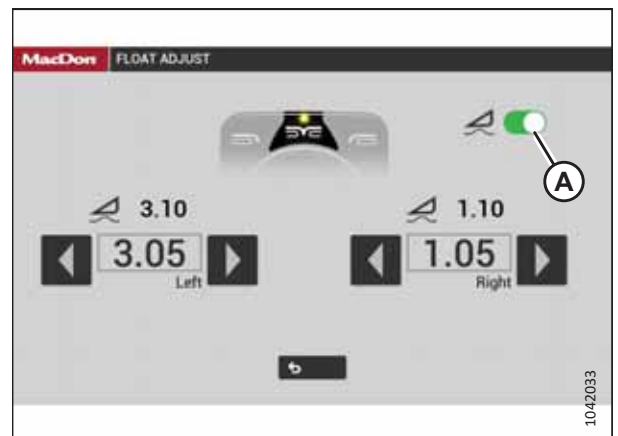 MacDon FLOAT ADJUST
A
3.10 1.10
3.05 1.05
Left Right
1042033